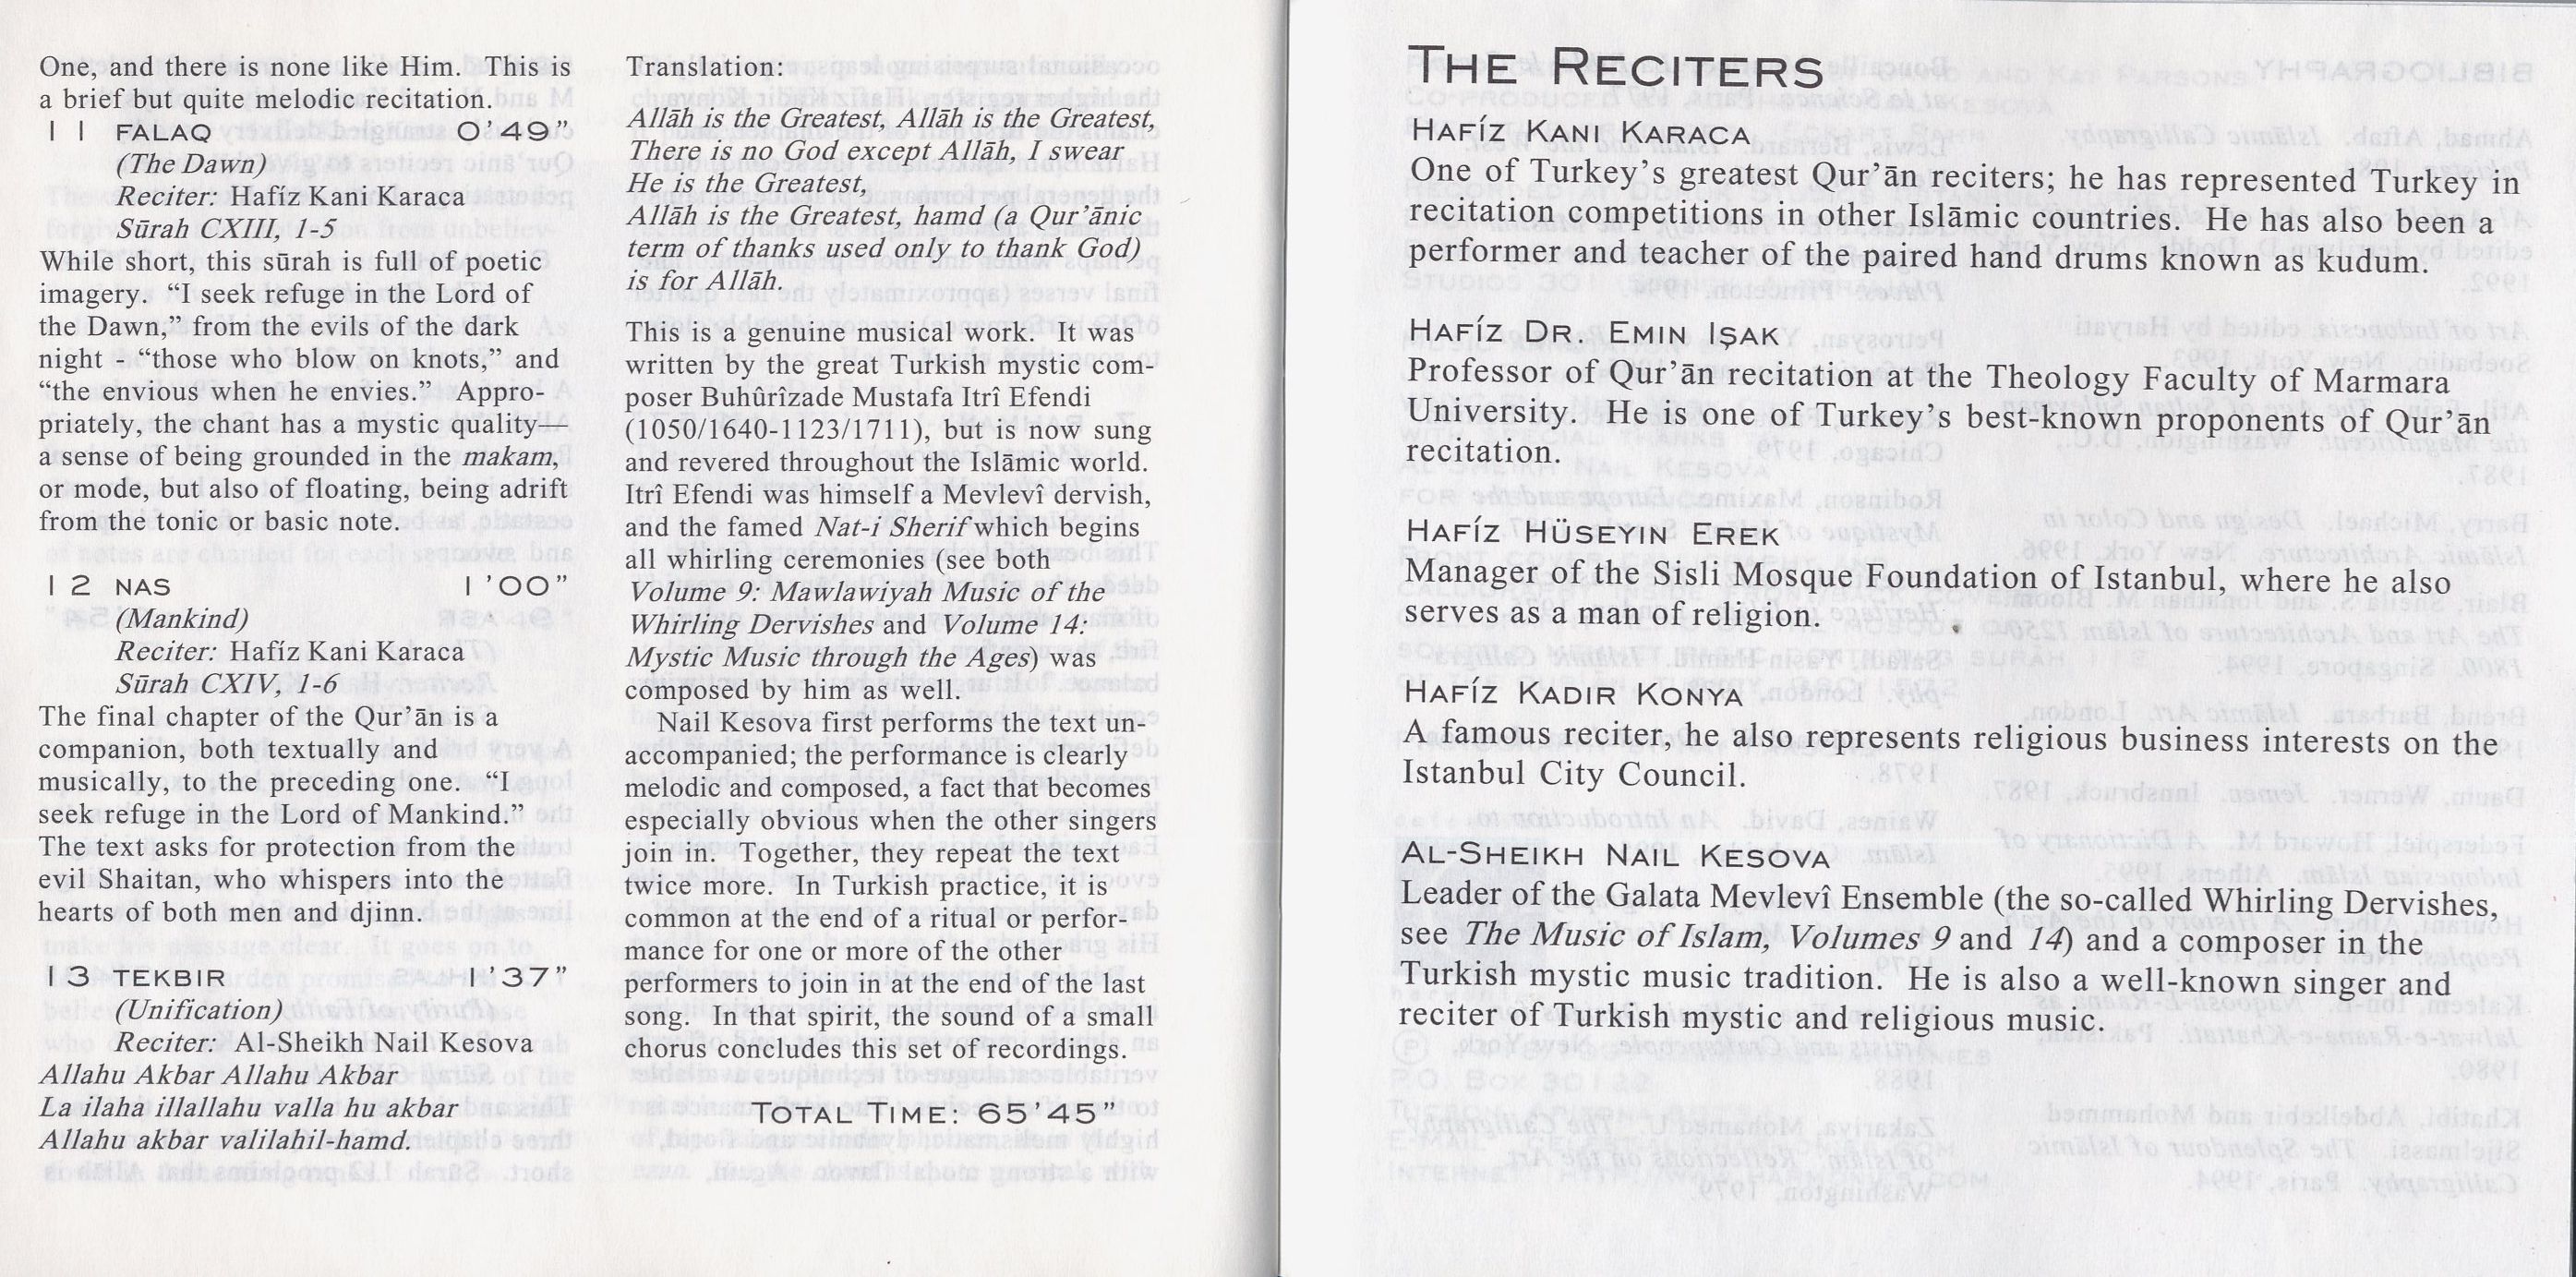 One, and there is none like Him.  This is
a brief but quite melodic recitation.
11 FALAQ 0’49”
(The Dawn)
Reciter: Hafíz Kani Karaca
Sūrah CXIII, 1-5
While short, this sūrah is full of poetic
imagery.  “I seek refuge in the Lord of
the Dawn,” from the evils of the dark
night - “those who blow on knots,” and
“the envious when he envies.”  Appro-
priately, the chant has a mystic quality—
a sense of being grounded in the makam,
or mode, but also of floating, being adrift
from the tonic or basic note.
12 NAS 1’00”
(Mankind)
Reciter: Hafíz Kani Karaca
Sūrah CXIV, 1-6
The final chapter of the Qur’ān is a
companion, both textually and
musically, to the preceding one.  “I
seek refuge in the Lord of Mankind.”
The text asks for protection from the
evil Shaitan, who whispers into the
hearts of both men and djinn.
13 TEKBIR 1’37”
(Unification)
Reciter: Al-Sheikh Nail Kesova
Allahu Akbar Allahu Akbar
La ilaha illallahu valla hu akbar
Allahu akbar valilahil-hamd.
Translation:
Allāh is the Greatest, Allāh is the Greatest,
There is no God except Allāh, I swear
He is the Greatest,
Allāh is the Greatest, hamd (a Qur’ānic
term of thanks used only to thank God)
is for Allāh.
This is a genuine musical work.  It was
written by the great Turkish mystic com-
poser Buhûrîzade Mustafa Itrî Efendi
(1050/1640-1123/1711), but is now sung
and revered throughout the Islāmic world.
Itrî Efendi was himself a Mevlevî dervish,
and the famed Nat-i Sherif which begins
all whirling ceremonies (see both
Volume 9: Mawlawiyah Music of the
Whirling Dervishes and Volume 14:
Mystic Music through the Ages) was
composed by him as well.
Nail Kesova first performs the text un-
accompanied; the performance is clearly
melodic and composed, a fact that becomes
especially obvious when the other singers
join in.  Together, they repeat the text
twice more.  In Turkish practice, it is
common at the end of a ritual or perfor-
mance for one or more of the other
performers to join in at the end of the last
song.  In that spirit, the sound of a small
chorus concludes this set of recordings.
TOTAL TIME: 65’45”
THE RECITERS
HAFÍZ KANI KARACA
One of Turkey’s greatest Qur’ān reciters; he has represented Turkey in
recitation competitions in other Islāmic countries.  He has also been a
performer and teacher of the paired hand drums known as kudum.
HAFÍZ DR. EMIN IŞAK
Professor of Qur’ān recitation at the Theology Faculty of Marmara
University.  He is one of Turkey’s best-known proponents of Qur’ān
recitation.
HAFÍZ HÜSEYIN EREK
Manager of the Sisli Mosque Foundation of Istanbul, where he also
serves as a man of religion.
HAFÍZ KADIR KONYA
A famous reciter, he also represents religious business interests on the
Istanbul City Council.
AL-SHEIKH NAIL KESOVA
Leader of the Galata Mevlevî Ensemble (the so-called Whirling Dervishes,
see The Music of Islam, Volumes 9 and 14) and a composer in the
Turkish mystic music tradition.  He is also a well-known singer and
reciter of Turkish mystic and religious music.